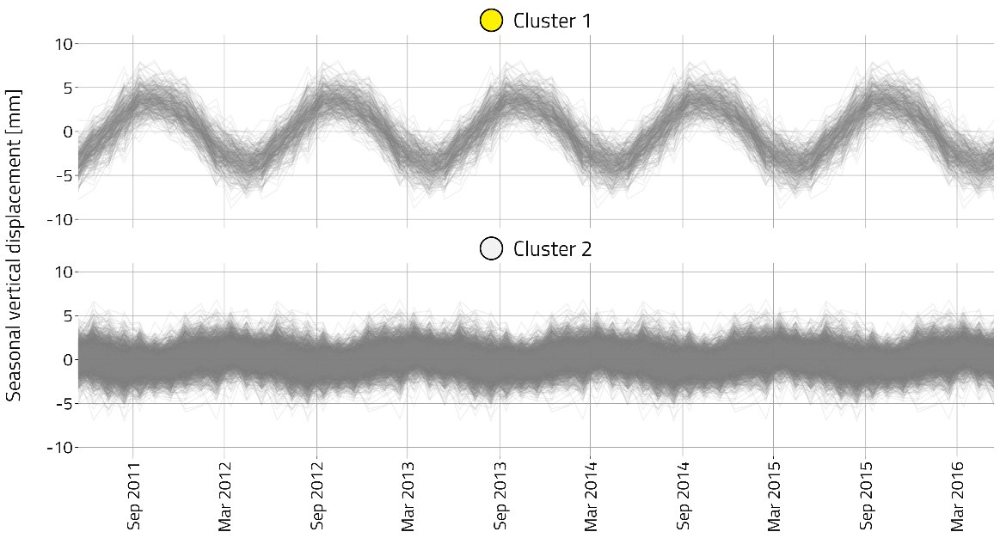 Cluster 1
Seasonal vertical displacement [mm]
10
5
0
-5
-10
Cluster 2
10
5
0
-5
-10
Sep 2011
Mar 2012
Sep 2012
Mar 2013
Sep 2013
Mar 2014
Sep 2014
Mar 2015
Sep 2015
Mar 2016